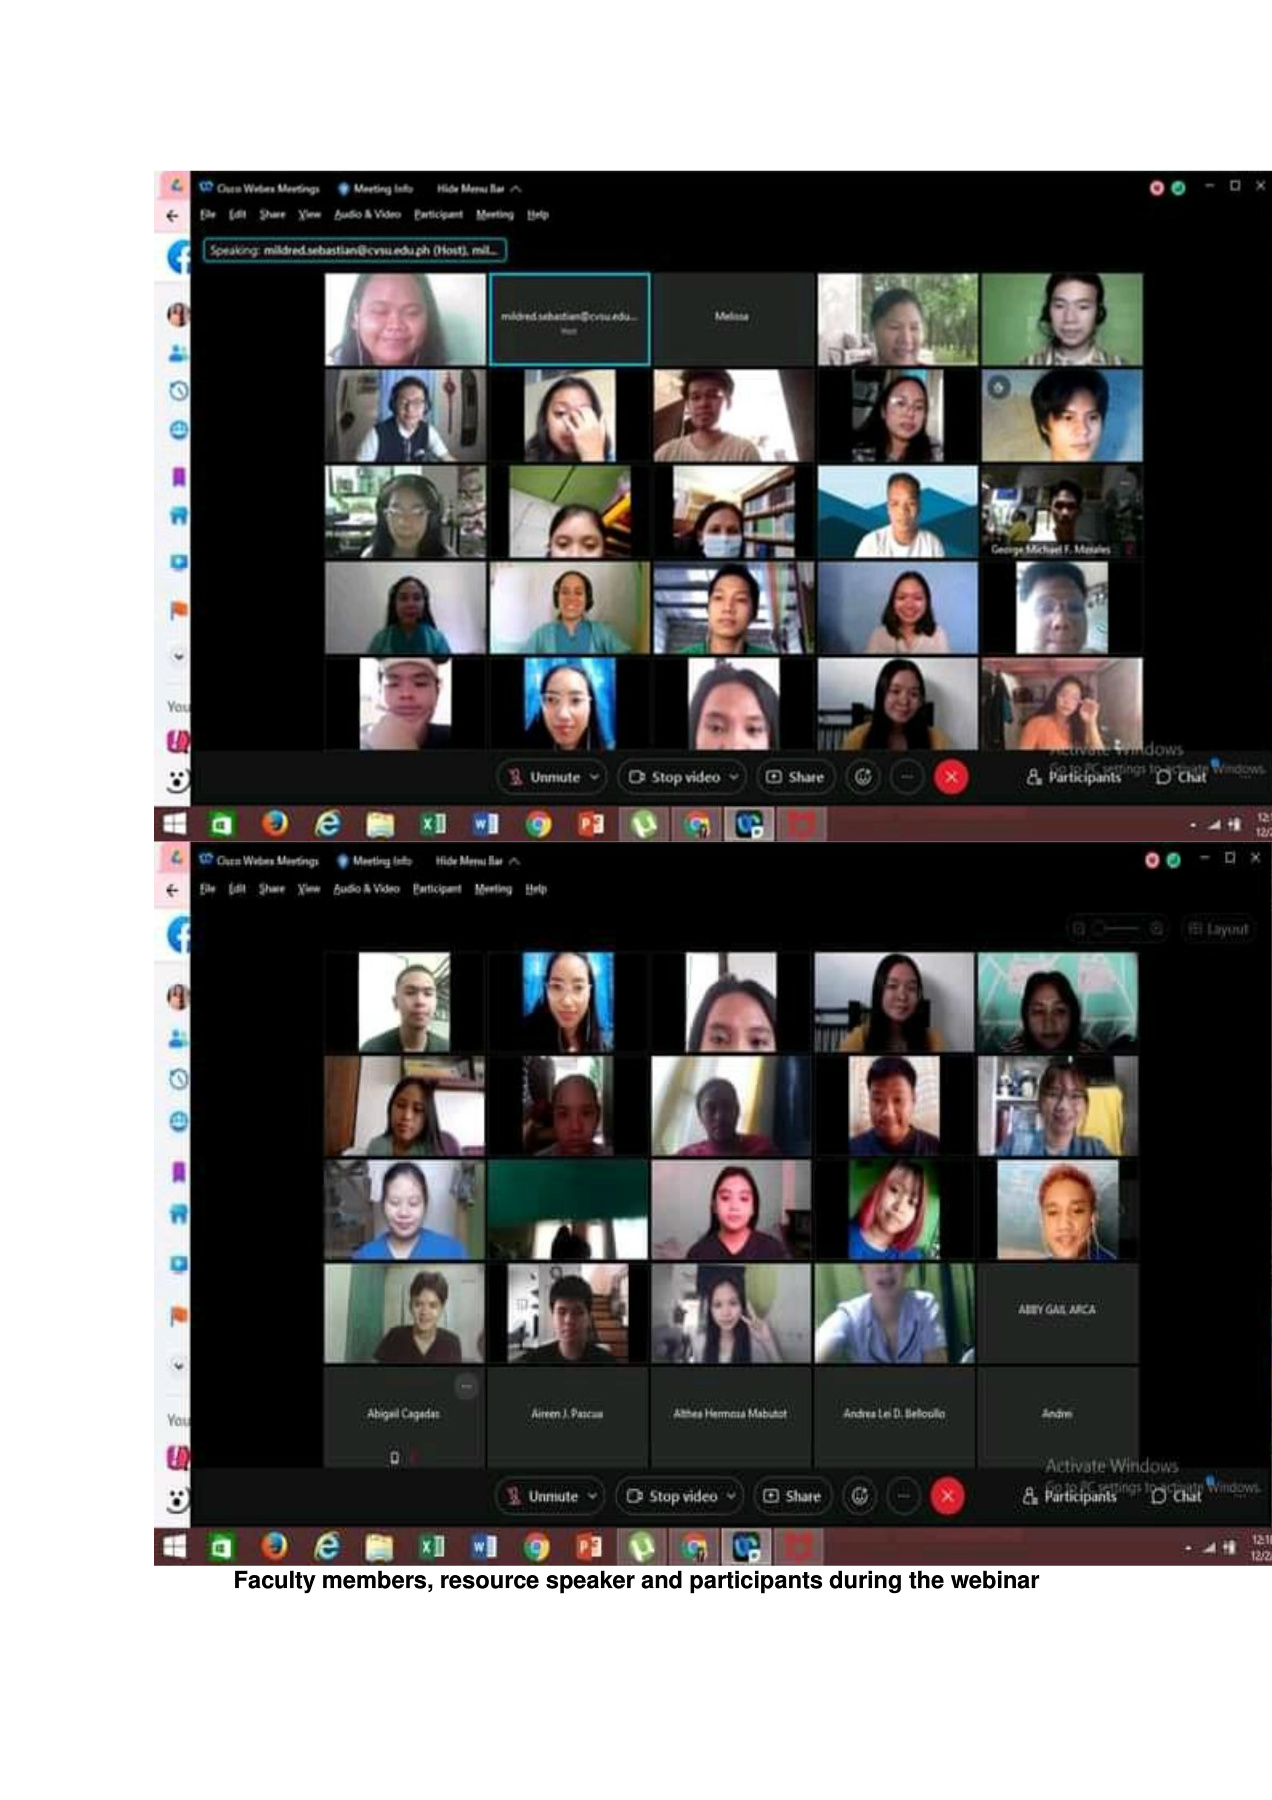 Cisco Webex Meetings Meeting Info Hide Menu Bar
File Edit Share View Audio & Video Participant Meeting Help
Speaking: mildred.sebastian@cvsu.edu.ph (Host), mil...
mildred.sebastian@cvsu.edu...
Host
Melissa
George Michael F. Morales
You
Activate Windows
Go to PC settings to activate Windows.
Unmute Stop video Share Participants Chat
12:
12/2
Cisco Webex Meetings Meeting Info Hide Menu Bar
File Edit Share View Audio & Video Participant Meeting Help
Layout
ABBY GAIL ARCA
Abigail Cagadas Aireen J. Pascua Althea Hermosa Mabutot Andrea Lei D. Bellosillo Andrei
You
Activate Windows
Go to PC settings to activate Windows.
Unmute Stop video Share Participants Chat
12:1
12/2
Faculty members, resource speaker and participants during the webinar